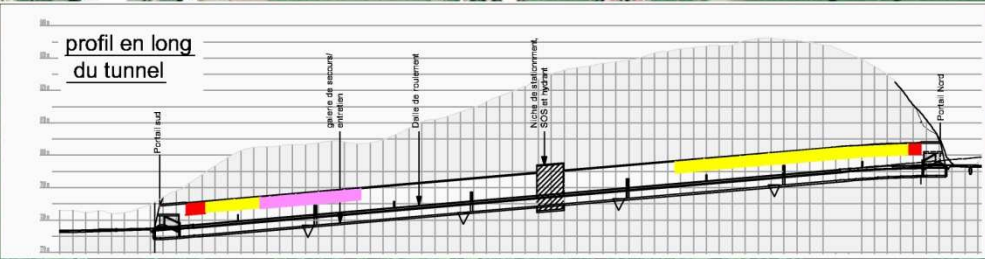 profil en long
du tunnel
Portail sud
galerie de secours/
entretien
Dalle de roulement
Niche de stationnment,
SOS et hydrant
Portail Nord